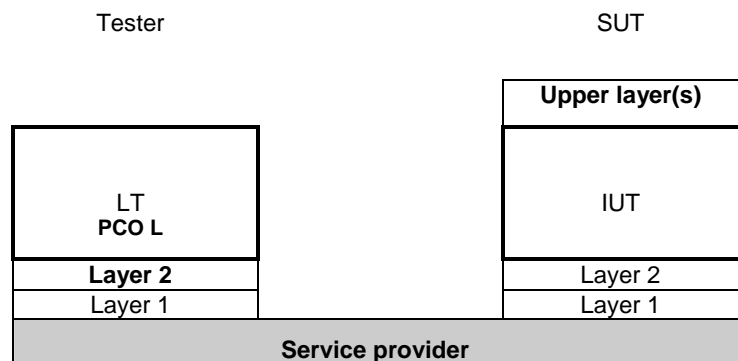 Tester SUT
Upper layer(s)
LT IUT
PCO L
Layer 2 Layer 2
Layer 1 Layer 1
Service provider